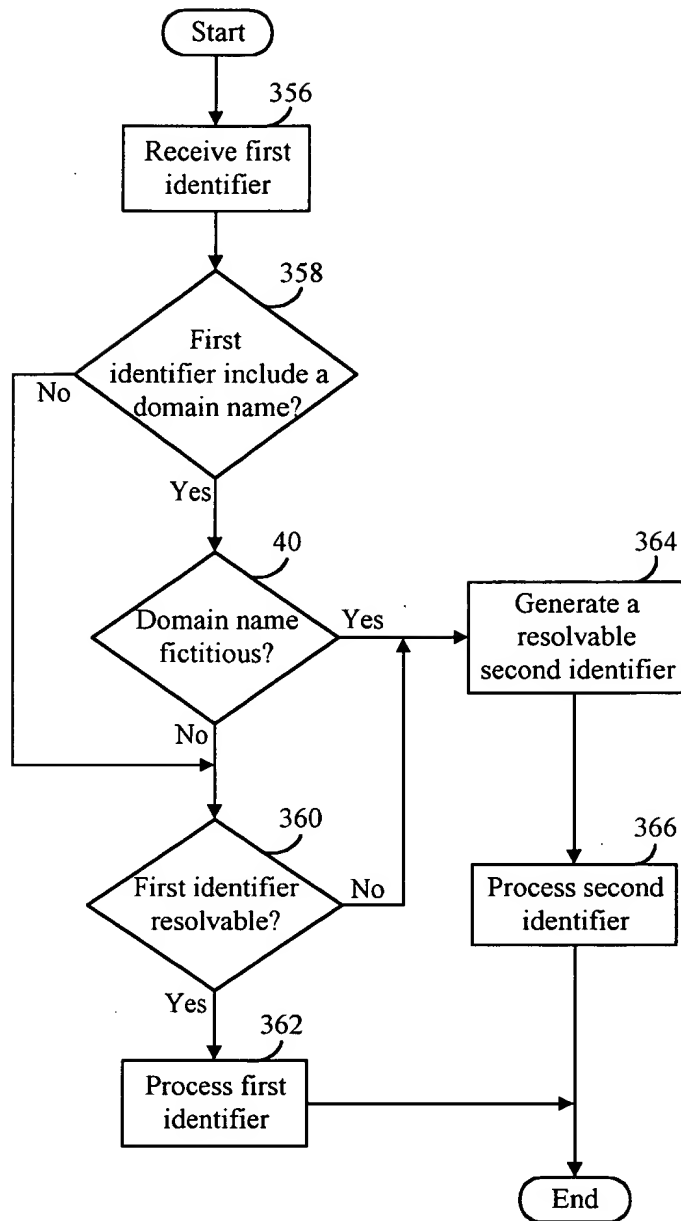 Start
356
Receive first
identifier
358
First
identifier include a
domain name?
No
Yes
40
Domain name
fictitious?
Yes
No
364
Generate a
resolvable
second identifier
360
First identifier
resolvable?
No
Yes
366
Process second
identifier
362
Process first
identifier
End